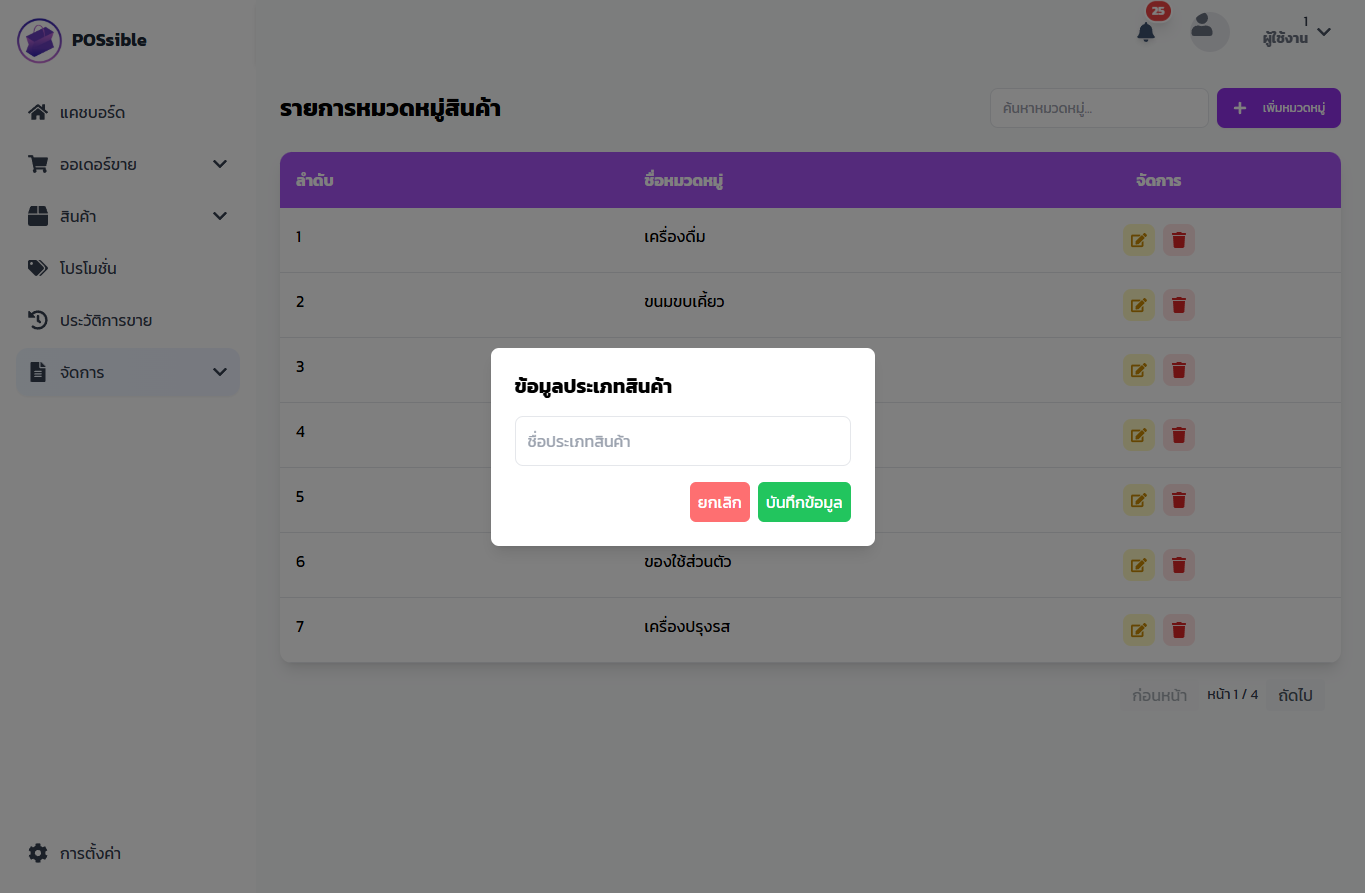 POSsible
25
1
ผู้ใช้งาน
แคชบอร์ด
ออเดอร์ขาย
สินค้า
โปรโมชั่น
ประวัติการขาย
จัดการ
การตั้งค่า
รายการหมวดหมู่สินค้า
ค้นหาหมวดหมู่...
เพิ่มหมวดหมู่
ลำดับ ชื่อหมวดหมู่ จัดการ
1 เครื่องดื่ม
2 ขนมขบเคี้ยว
3
4
5
6 ของใช้ส่วนตัว
7 เครื่องปรุงรส
ข้อมูลประเภทสินค้า
ชื่อประเภทสินค้า
ยกเลิก บันทึกข้อมูล
ก่อนหน้า หน้า 1 / 4 ถัดไป